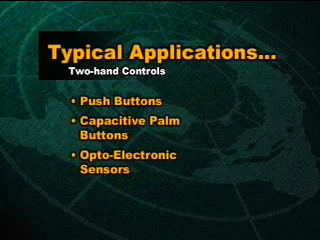 Typical Applications...
Two-hand Controls
• Push Buttons
• Capacitive Palm
Buttons
• Opto-Electronic
Sensors